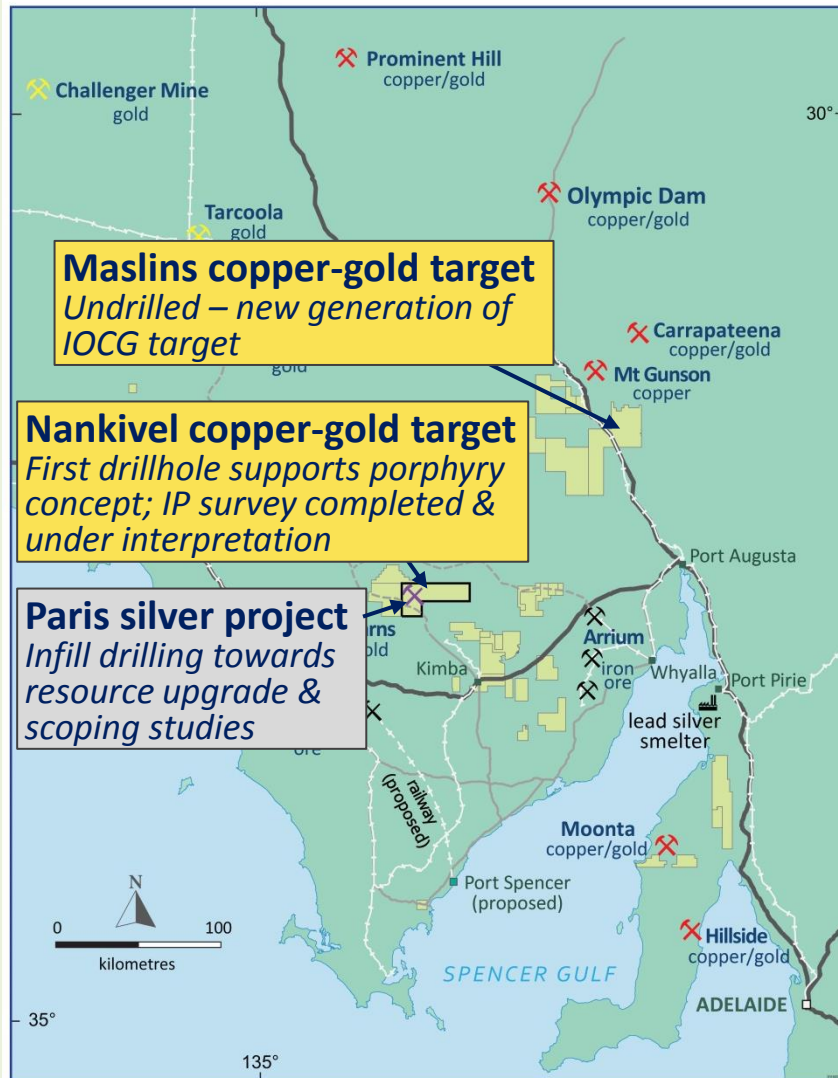 Prominent Hill
copper/gold
Challenger Mine
gold
30°
Olympic Dam
copper/gold
Tarcoola
gold
Maslins copper-gold target
Undrilled – new generation of
IOCG target
Carrapateena
copper/gold
gold
Mt Gunson
copper
Nankivel copper-gold target
First drillhole supports porphyry
concept; IP survey completed &
under interpretation
Port Augusta
Paris silver project
Infill drilling towards
resource upgrade &
scoping studies
Kimba
Arrium
iron
ore
Whyalla
Port Pirie
lead silver
smelter
railway
(proposed)
Moonta
copper/gold
N
Port Spencer
(proposed)
0 100
kilometres
Hillside
copper/gold
SPENCER GULF
ADELAIDE
35°
135°